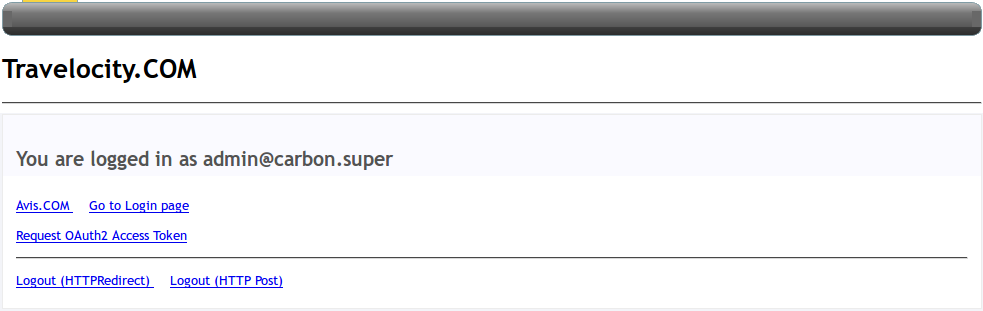 Travelocity.COM
You are logged in as admin@carbon.super
Avis.COM Go to Login page
Request OAuth2 Access Token
Logout (HTTPRedirect) Logout (HTTP Post)